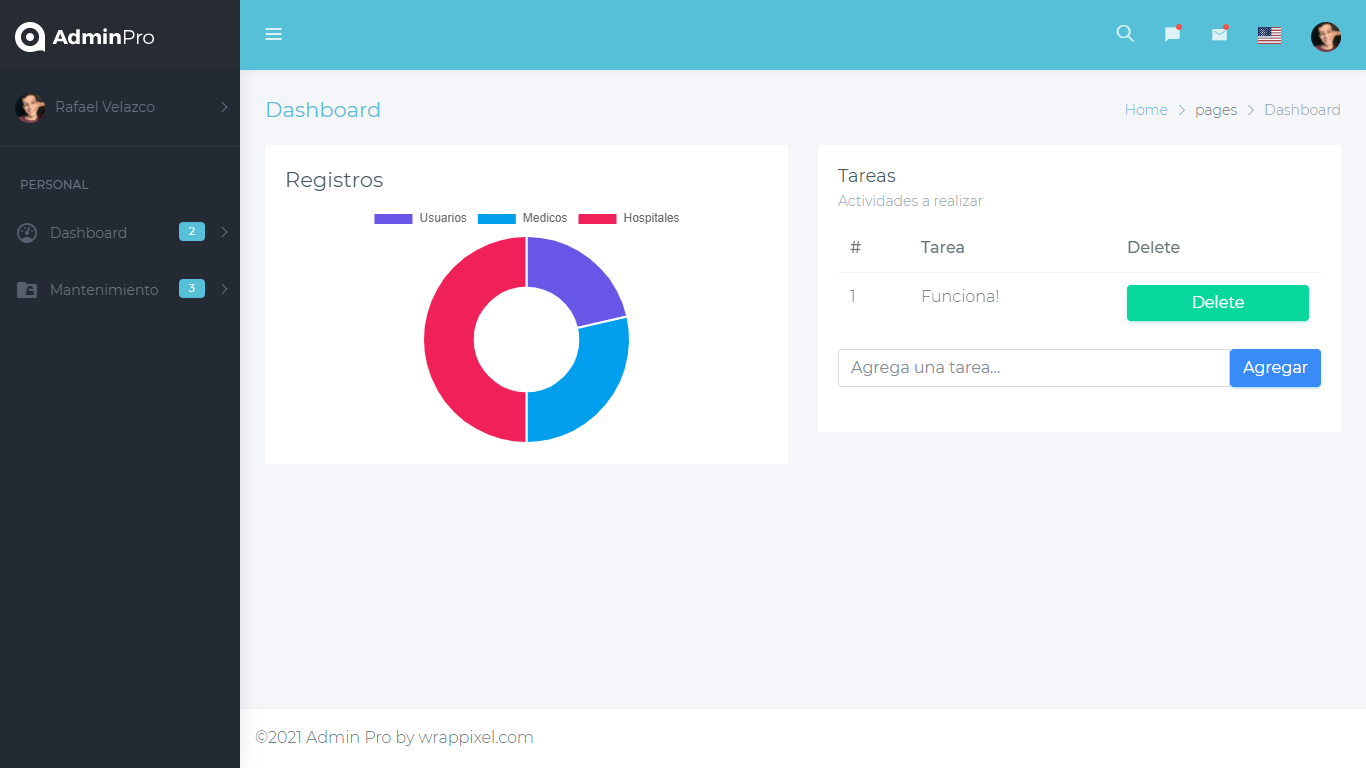 AdminPro
Rafael Velazco
PERSONAL
Dashboard 2
Mantenimiento 3
Dashboard
Home pages Dashboard
Registros
Usuarios Medicos Hospitales
Tareas
Actividades a realizar
# Tarea Delete
1 Funciona! Delete
Agrega una tarea... Agregar
©2021 Admin Pro by wrappixel.com